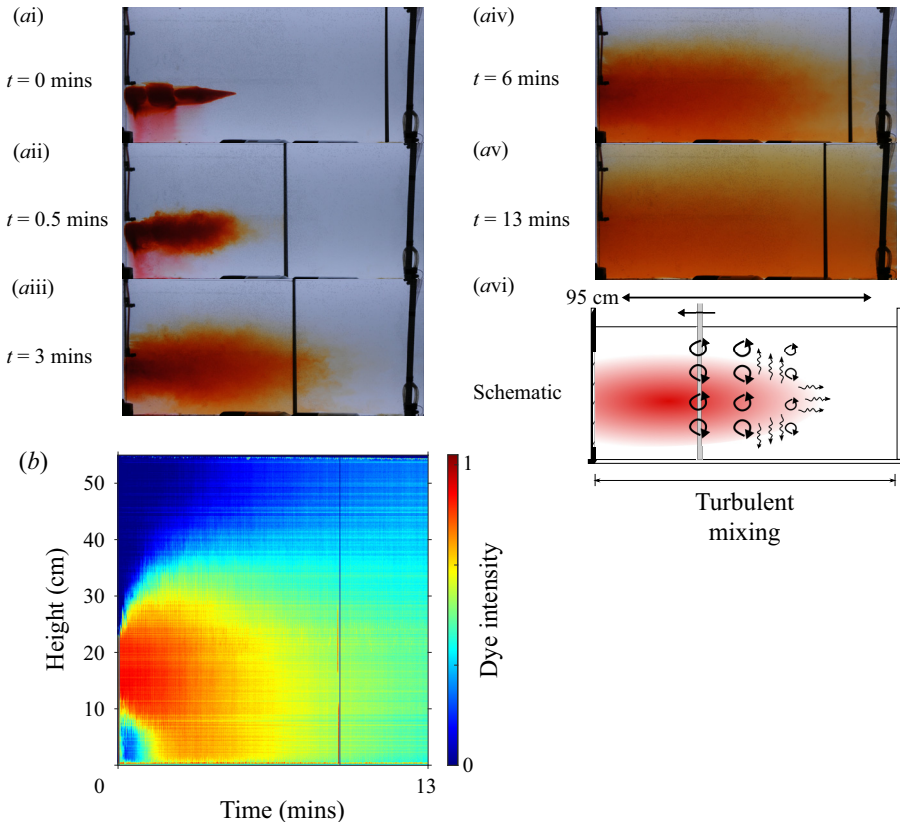 (ai)
t = 0 mins
(aii)
t = 0.5 mins
(aiii)
t = 3 mins
(aiv)
t = 6 mins
(av)
t = 13 mins
(avi)
95 cm
Schematic
Turbulent
mixing
(b)
Height (cm)
50
40
30
20
10
0
13
Time (mins)
1
0
Dye intensity